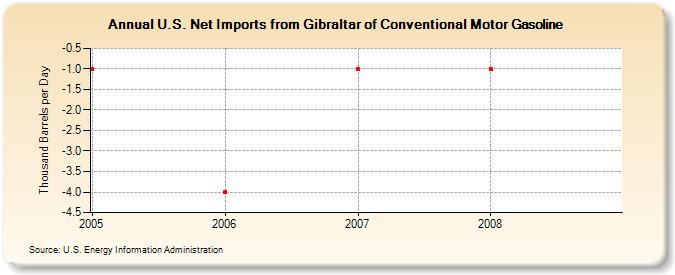 Annual U.S. Net Imports from Gibraltar of Conventional Motor Gasoline
Thousand Barrels per Day
-0.5
-1.0
-1.5
-2.0
-2.5
-3.0
-3.5
-4.0
-4.5
2005 2006 2007 2008
Source: U.S. Energy Information Administration